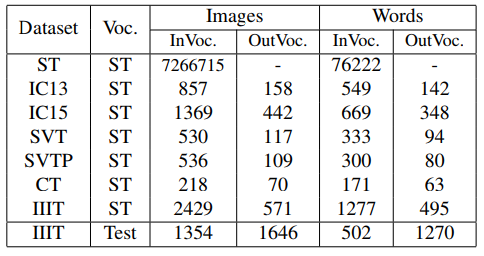 Dataset Voc. Images Words
InVoc. OutVoc. InVoc. OutVoc.
ST ST 7266715 - 76222 -
IC13 ST 857 158 549 142
IC15 ST 1369 442 669 348
SVT ST 530 117 333 94
SVTP ST 536 109 300 80
CT ST 218 70 171 63
IIIT ST 2429 571 1277 495
IIIT Test 1354 1646 502 1270